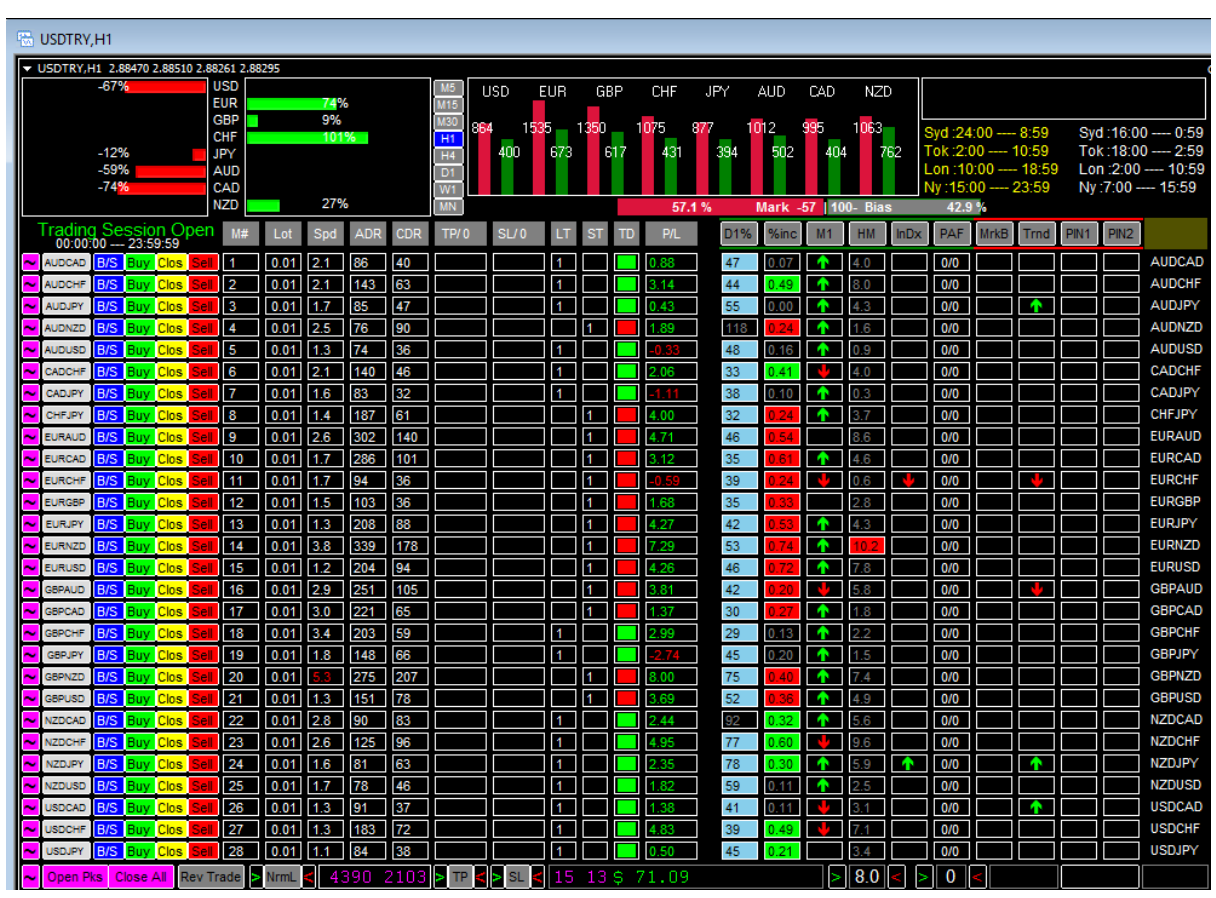 USDTRY,H1
USDTRY,H1 2.88470 2.88510 2.88261 2.88295
-67% USD
EUR 74%
GBP 9%
CHF 101%
-12% JPY
-59% AUD
-74% CAD
NZD 27%
M5
M15
M30
H1
H4
D1
W1
MN
USD EUR GBP CHF JPY AUD CAD NZD
864 1535 1350 1075 877 1012 995 1063
400 673 617 431 394 502 404 762
57.1 % Mark -57 100- Bias 42.9 %
Syd :24:00 ---- 8:59 Syd :16:00 ---- 0:59
Tok :2:00 ---- 10:59 Tok :18:00 ---- 2:59
Lon :10:00 ---- 18:59 Lon :2:00 ---- 10:59
Ny :15:00 ---- 23:59 Ny :7:00 ---- 15:59
Trading Session Open
00:00:00 --- 23:59:59
M# Lot Spd ADR CDR TP/0 SL/0 LT ST TD P/L D1% %inc M1 HM InDx PAF MrkB Trnd PIN1 PIN2
~ AUDCAD B/S Buy Clos Sell 1 0.01 2.1 86 40 1 0.88 47 0.07 4.0 0/0 AUDCAD
~ AUDCHF B/S Buy Clos Sell 2 0.01 2.1 143 63 1 3.14 44 0.49 8.0 0/0 AUDCHF
~ AUDJPY B/S Buy Clos Sell 3 0.01 1.7 85 47 1 0.43 55 0.00 4.3 0/0 AUDJPY
~ AUDNZD B/S Buy Clos Sell 4 0.01 2.5 76 90 1 1.89 118 0.24 1.6 0/0 AUDNZD
~ AUDUSD B/S Buy Clos Sell 5 0.01 1.3 74 36 1 -0.33 48 0.16 0.9 0/0 AUDUSD
~ CADCHF B/S Buy Clos Sell 6 0.01 2.1 140 46 1 2.06 33 0.41 4.0 0/0 CADCHF
~ CADJPY B/S Buy Clos Sell 7 0.01 1.6 83 32 1 -1.11 38 0.10 0.3 0/0 CADJPY
~ CHFJPY B/S Buy Clos Sell 8 0.01 1.4 187 61 1 4.00 32 0.24 3.7 0/0 CHFJPY
~ EURAUD B/S Buy Clos Sell 9 0.01 2.6 302 140 1 4.71 46 0.54 8.6 0/0 EURAUD
~ EURCAD B/S Buy Clos Sell 10 0.01 1.7 286 101 1 3.12 35 0.61 4.6 0/0 EURCAD
~ EURCHF B/S Buy Clos Sell 11 0.01 1.7 94 36 1 -0.59 39 0.24 0.6 0/0 EURCHF
~ EURGBP B/S Buy Clos Sell 12 0.01 1.5 103 36 1 1.68 35 0.33 2.8 0/0 EURGBP
~ EURJPY B/S Buy Clos Sell 13 0.01 1.3 208 88 1 4.27 42 0.53 4.3 0/0 EURJPY
~ EURNZD B/S Buy Clos Sell 14 0.01 3.8 339 178 1 7.29 53 0.74 10.2 0/0 EURNZD
~ EURUSD B/S Buy Clos Sell 15 0.01 1.2 204 94 1 4.26 46 0.72 7.8 0/0 EURUSD
~ GBPAUD B/S Buy Clos Sell 16 0.01 2.9 251 105 1 3.81 42 0.20 5.8 0/0 GBPAUD
~ GBPCAD B/S Buy Clos Sell 17 0.01 3.0 221 65 1 1.37 30 0.27 1.8 0/0 GBPCAD
~ GBPCHF B/S Buy Clos Sell 18 0.01 3.4 203 59 1 2.99 29 0.13 2.2 0/0 GBPCHF
~ GBPJPY B/S Buy Clos Sell 19 0.01 1.8 148 66 1 -2.74 45 0.20 1.5 0/0 GBPJPY
~ GBPNZD B/S Buy Clos Sell 20 0.01 5.3 275 207 1 8.00 75 0.40 7.4 0/0 GBPNZD
~ GBPUSD B/S Buy Clos Sell 21 0.01 1.3 151 78 1 3.69 52 0.36 4.9 0/0 GBPUSD
~ NZDCAD B/S Buy Clos Sell 22 0.01 2.8 90 83 1 2.44 92 0.32 5.6 0/0 NZDCAD
~ NZDCHF B/S Buy Clos Sell 23 0.01 2.6 125 96 1 4.95 77 0.60 9.6 0/0 NZDCHF
~ NZDJPY B/S Buy Clos Sell 24 0.01 1.6 81 63 1 2.35 78 0.30 5.9 0/0 NZDJPY
~ NZDUSD B/S Buy Clos Sell 25 0.01 1.7 78 46 1 1.82 59 0.11 2.5 0/0 NZDUSD
~ USDCAD B/S Buy Clos Sell 26 0.01 1.3 91 37 1 1.38 41 0.11 3.1 0/0 USDCAD
~ USDCHF B/S Buy Clos Sell 27 0.01 1.3 183 72 1 4.83 39 0.49 7.1 0/0 USDCHF
~ USDJPY B/S Buy Clos Sell 28 0.01 1.1 84 38 1 0.50 45 0.21 3.4 0/0 USDJPY
~ Open Pks Close All Rev Trade > NrmL < 4390 2103 > TP < > SL < 15 13 $ 71.09 > 8.0 < > 0 <